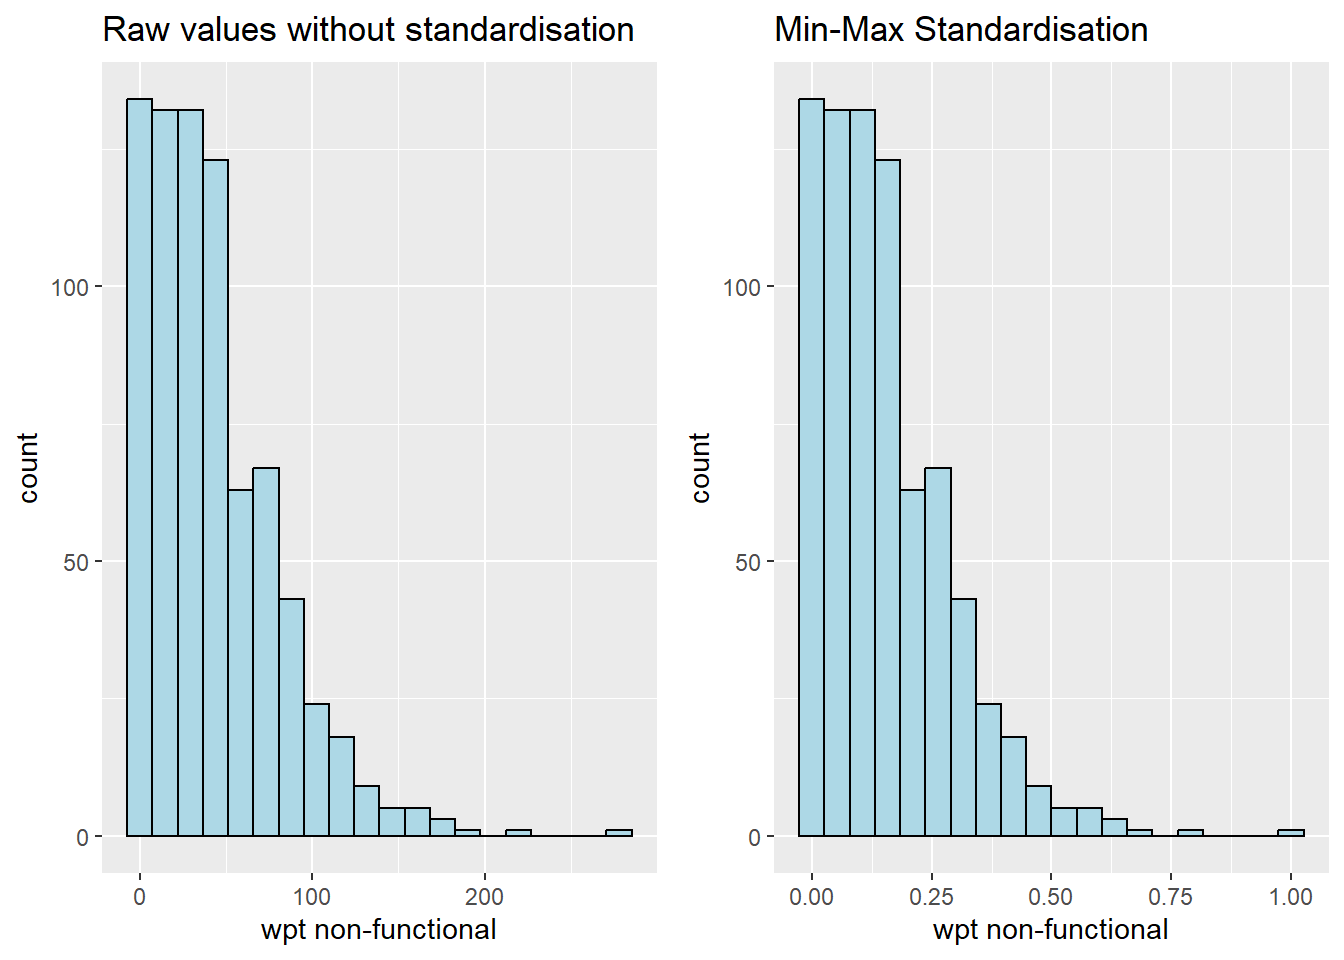 Raw values without standardisation
count
100
50
0
0 100 200
wpt non-functional
Min-Max Standardisation
count
100
50
0
0.00 0.25 0.50 0.75 1.00
wpt non-functional